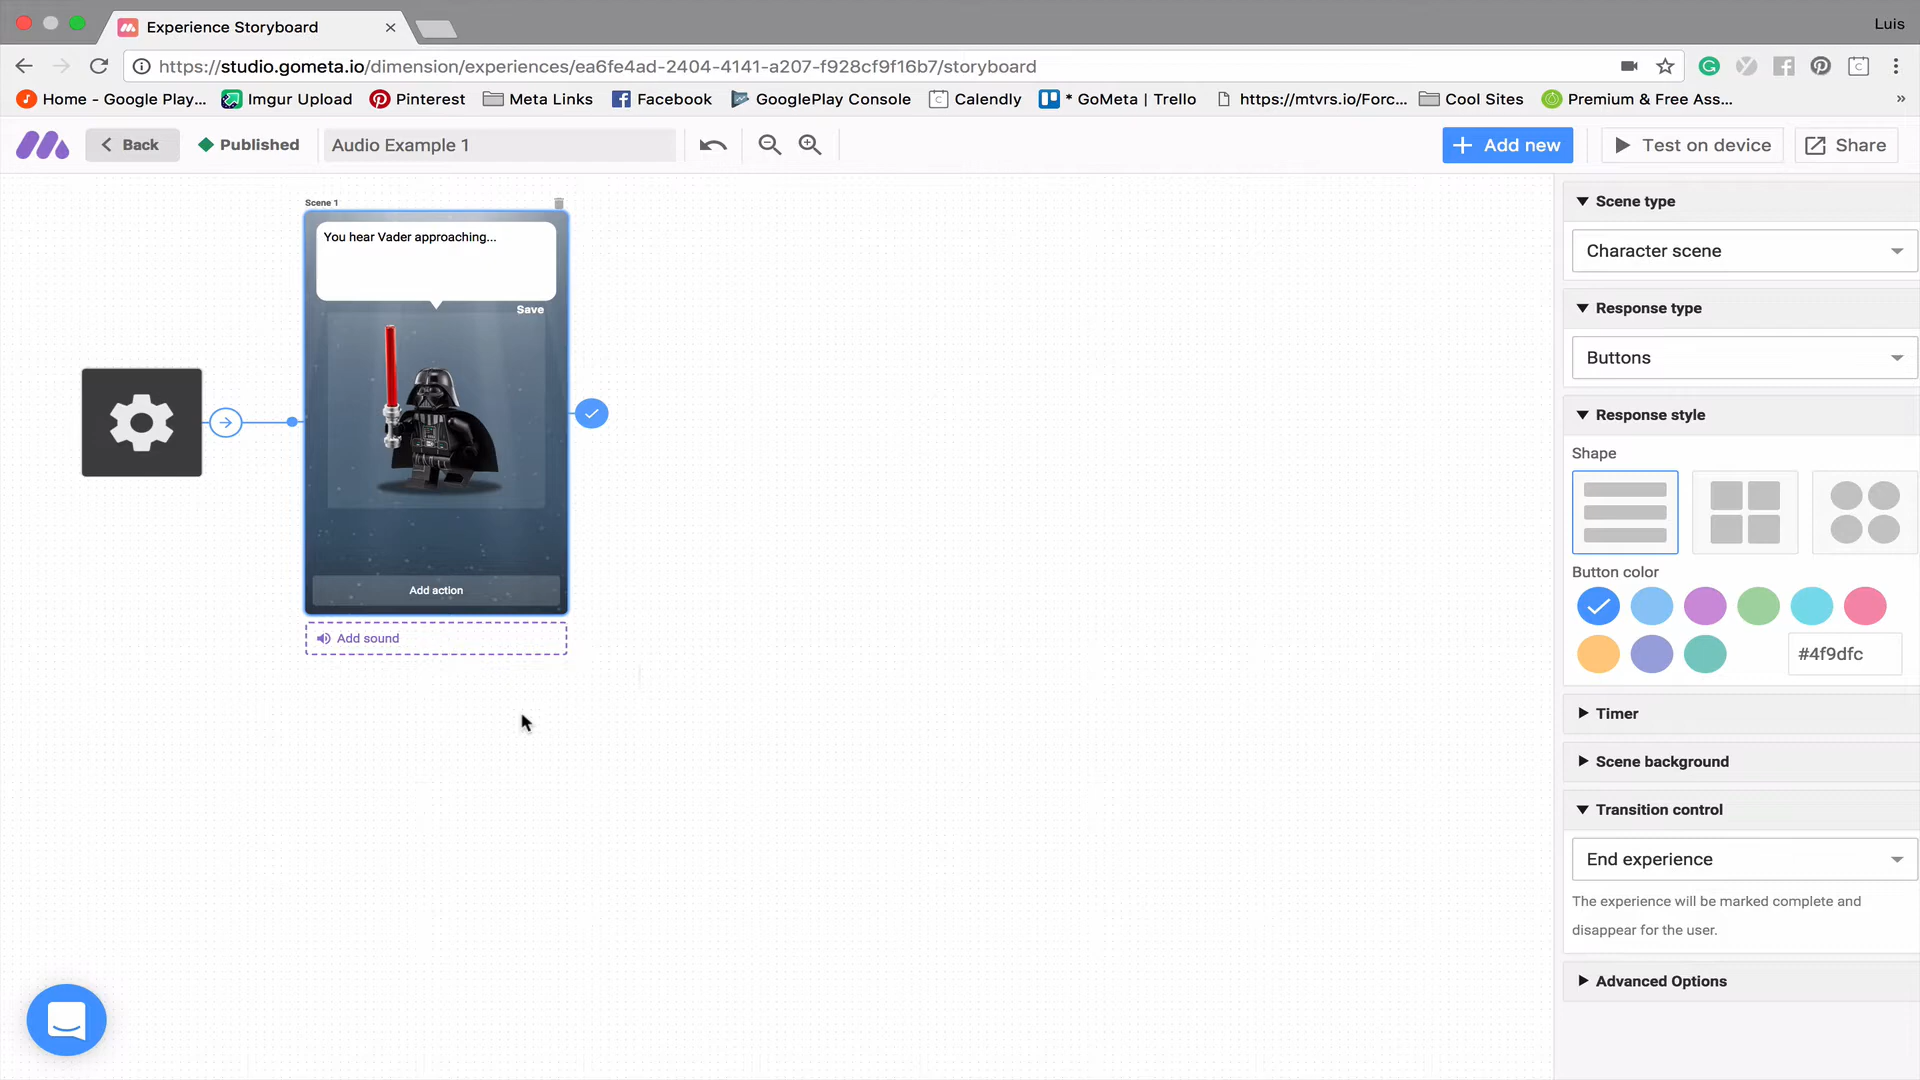 Experience Storyboard
Luis
https://studio.gometa.io/dimension/experiences/ea6fe4ad-2404-4141-a207-f928cf9f16b7/storyboard
Home - Google Play...
Imgur Upload
Pinterest
Meta Links
Facebook
GooglePlay Console
Calendly
* GoMeta | Trello
https://mtvrs.io/Forc...
Cool Sites
Premium & Free Ass...
Back
Published
Audio Example 1
Add new
Test on device
Share
Scene 1
You hear Vader approaching...
Save
Add action
Add sound
Scene type
Character scene
Response type
Buttons
Response style
Shape
Button color
#4f9dfc
Timer
Scene background
Transition control
End experience
The experience will be marked complete and
disappear for the user.
Advanced Options